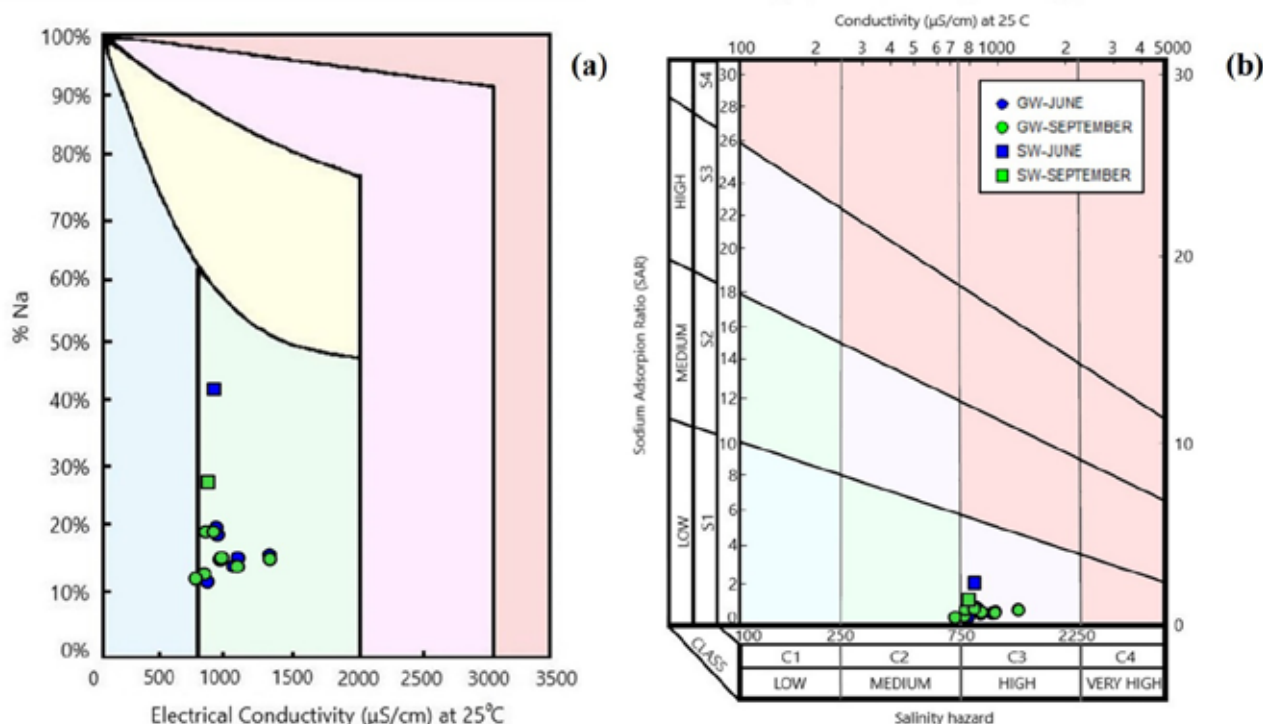 100%
90%
80%
70%
60%
50%
40%
30%
20%
10%
0%
% Na
0 500 1000 1500 2000 2500 3000 3500
Electrical Conductivity (µS/cm) at 25⁰C
(a)
Conductivity (µS/cm) at 25 C
100 2 3 4 5 6 7 8 1000 2 3 4 5000
(b)
GW-JUNE
GW-SEPTEMBER
SW-JUNE
SW-SEPTEMBER
Sodium Adsorpion Ratio (SAR)
HIGH
MEDIUM
LOW
S4
S3
S2
S1
30
28
26
24
22
20
18
16
14
12
10
8
6
4
2
0
30
20
10
0
100 250 750 2250
CLASS
C1 C2 C3 C4
LOW MEDIUM HIGH VERY HIGH
Salinity hazard